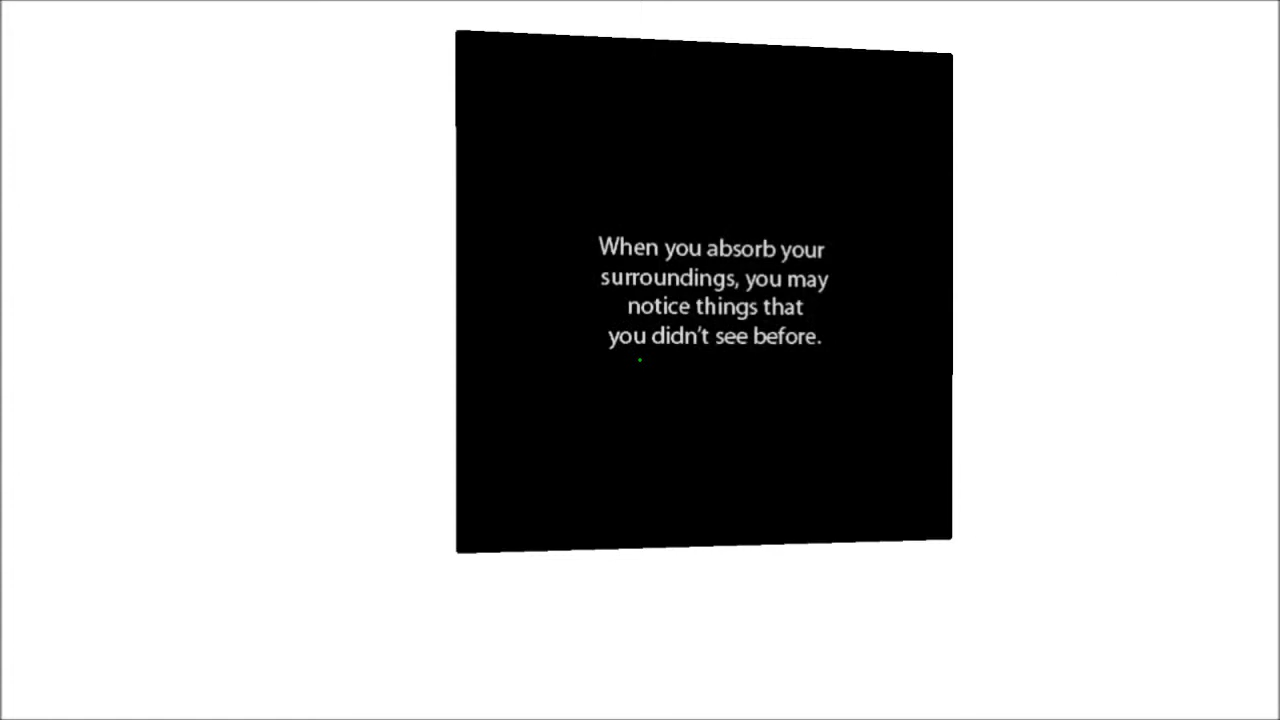 When you absorb your
surroundings, you may
notice things that
you didn't see before.